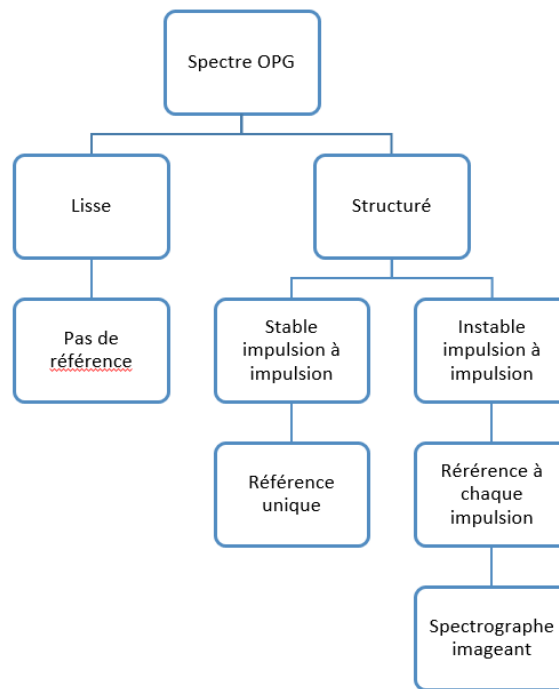 Spectre OPG
Lisse
Structuré
Pas de
référence
Stable
impulsion à
impulsion
Instable
impulsion à
impulsion
Référence
unique
Rérérence à
chaque
impulsion
Spectrographe
imageant